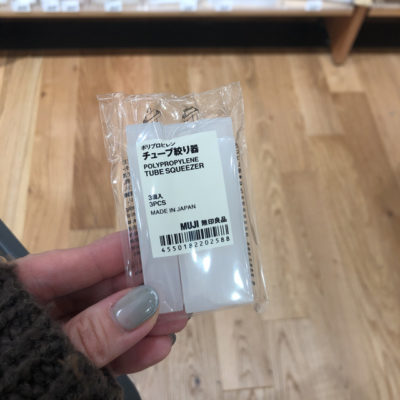 ポリプロピレン
チューブ絞り器
POLYPROPYLENE
TUBE SQUEEZER
3個入
3PCS
MADE IN JAPAN
MUJI 無印良品
4550182202588